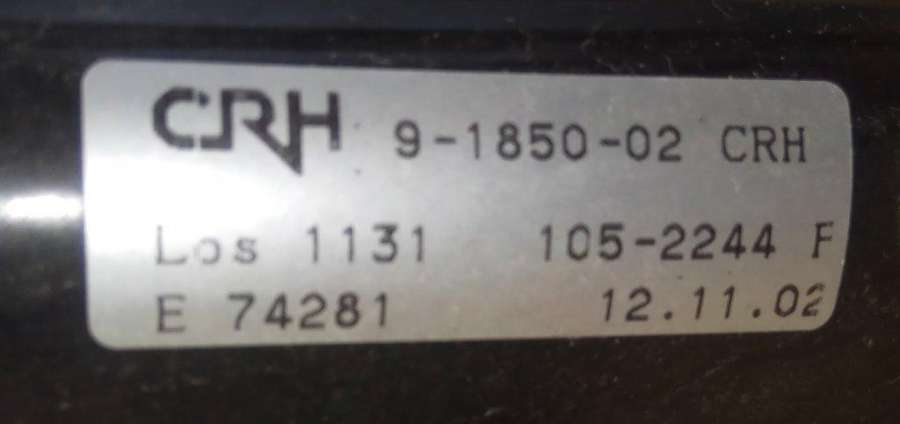 CRH 9-1850-02 CRH
Los 1131 105-2244 F
E 74281 12.11.02